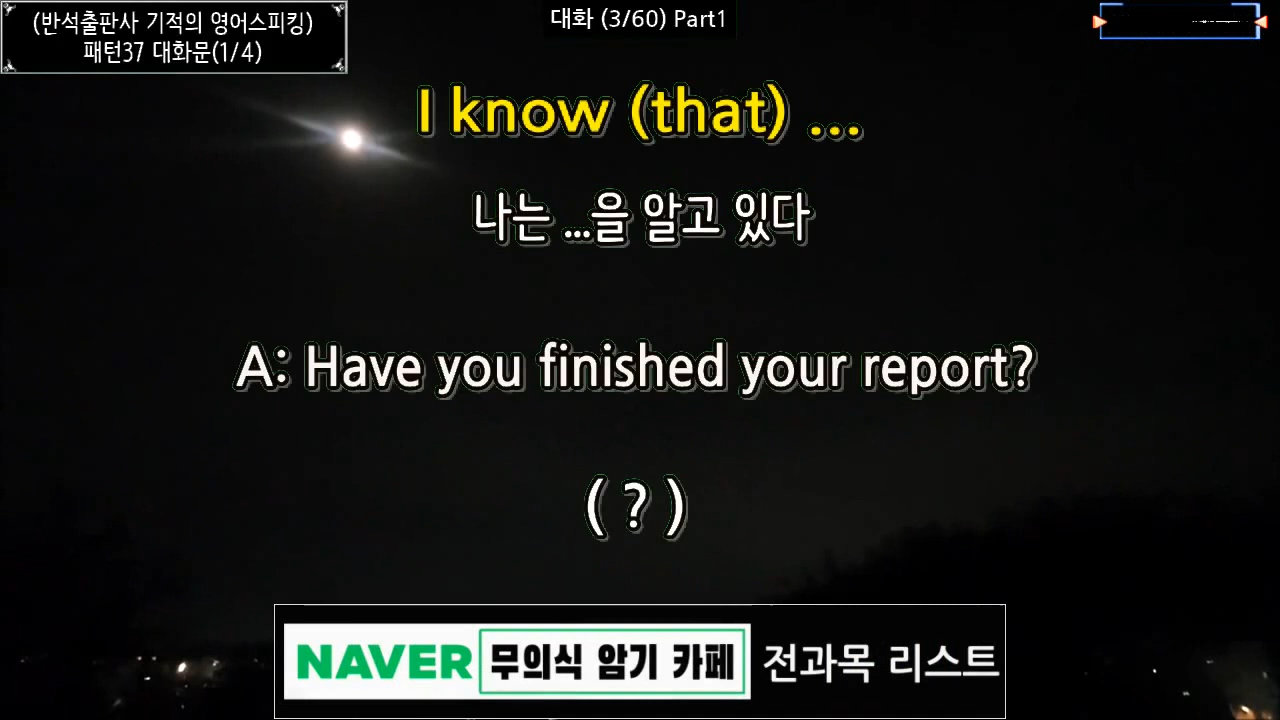 (반석출판사 기적의 영어스피킹)
패턴37 대화문(1/4)
대화 (3/60) Part1
I know (that) ...
나는 ...을 알고 있다
A: Have you finished your report?
( ? )
NAVER 무의식 암기 카페 전과목 리스트